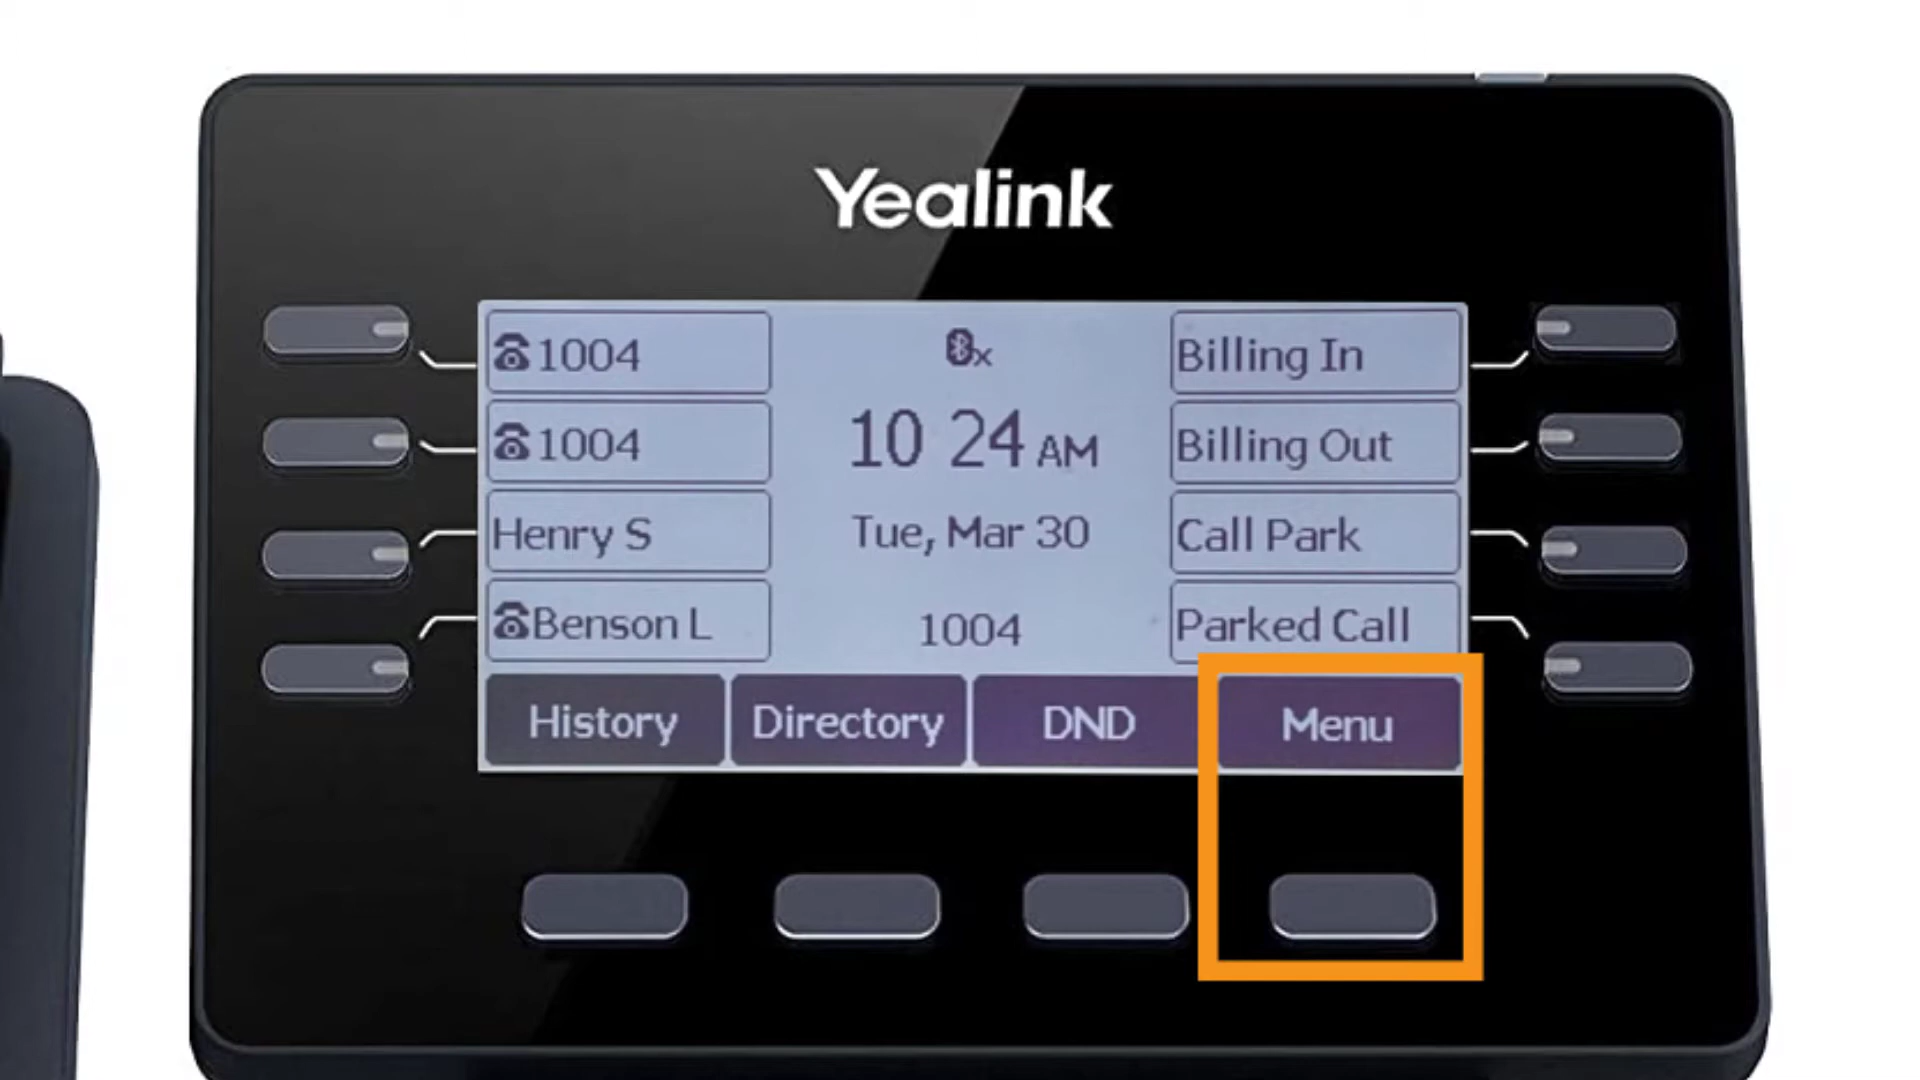 Yealink
1004
1004
Henry S
Benson L
x
10 24 AM
Tue, Mar 30
1004
Billing In
Billing Out
Call Park
Parked Call
History
Directory
DND
Menu